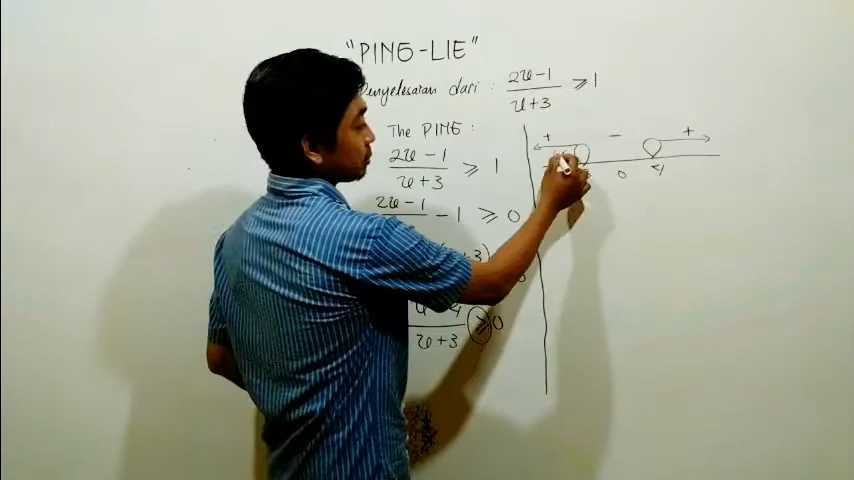 "PING-LIE"
Penyelesaian dari : 2x-1/x+3 ≥ 1
The PING :
2x-1/x+3 ≥ 1
2x-1 -1 ≥ 0
+3)
x-4/x+3 ≥ 0
+ - +
0 4